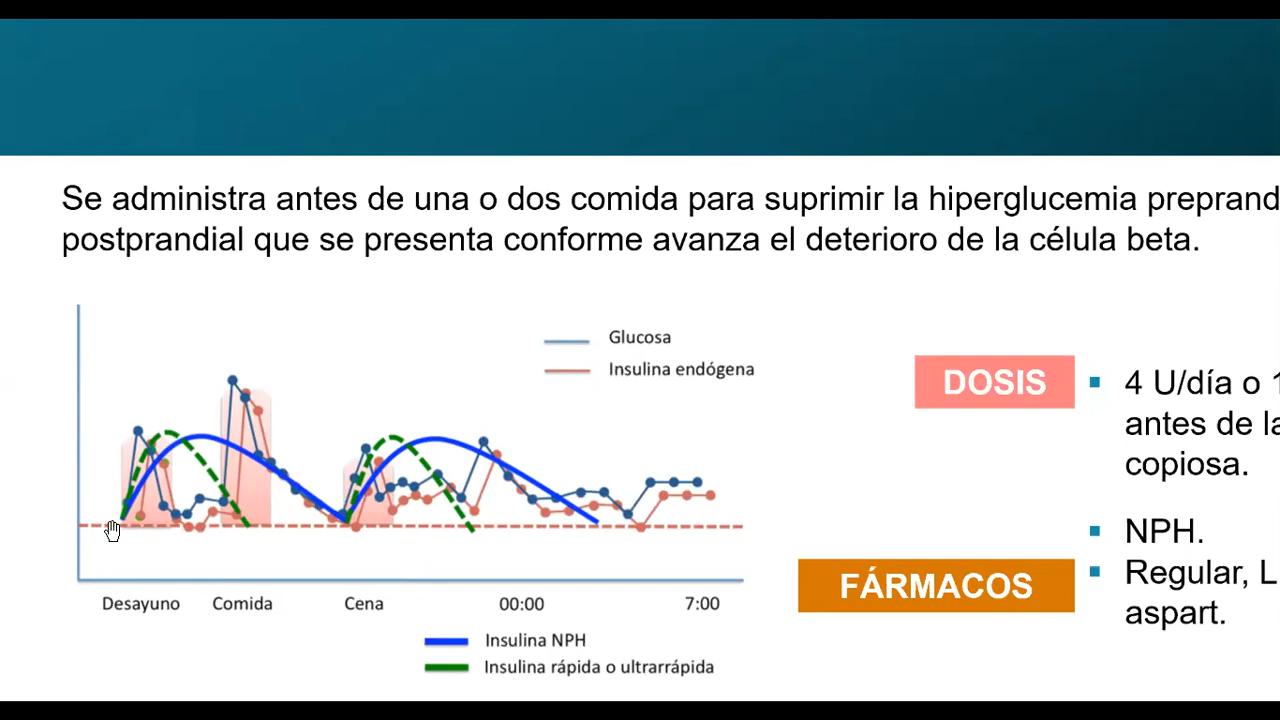 Se administra antes de una o dos comida para suprimir la hiperglucemia preprand
postprandial que se presenta conforme avanza el deterioro de la célula beta.
Glucosa
Insulina endógena
DOSIS
4 U/día o 1
antes de la
copiosa.
NPH.
FÁRMACOS
Regular, L
aspart.
Desayuno Comida Cena 00:00 7:00
Insulina NPH
Insulina rápida o ultrarrápida